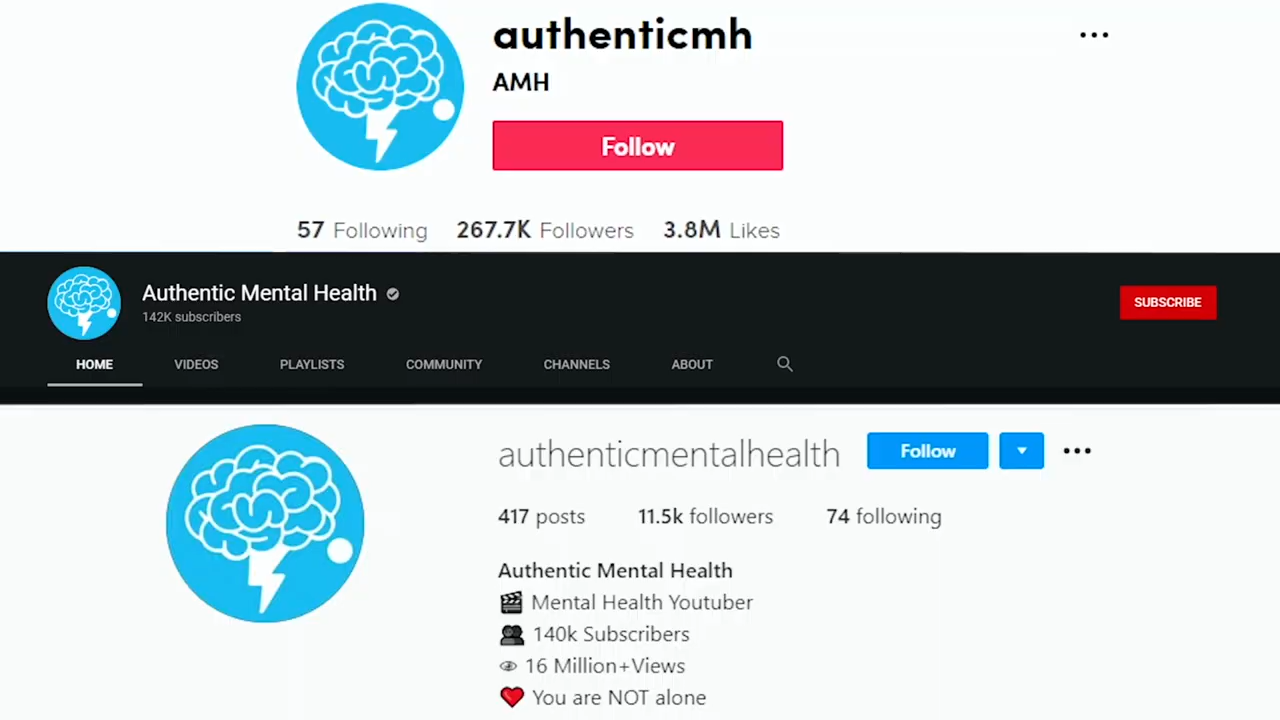 authenticmh
AMH
Follow
57 Following 267.7K Followers 3.8M Likes
Authentic Mental Health
142K subscribers
SUBSCRIBE
HOME VIDEOS PLAYLISTS COMMUNITY CHANNELS ABOUT
authenticmentalhealth Follow
417 posts 11.5k followers 74 following
Authentic Mental Health
🎬 Mental Health Youtuber
👥 140k Subscribers
👁 16 Million+Views
❤️ You are NOT alone